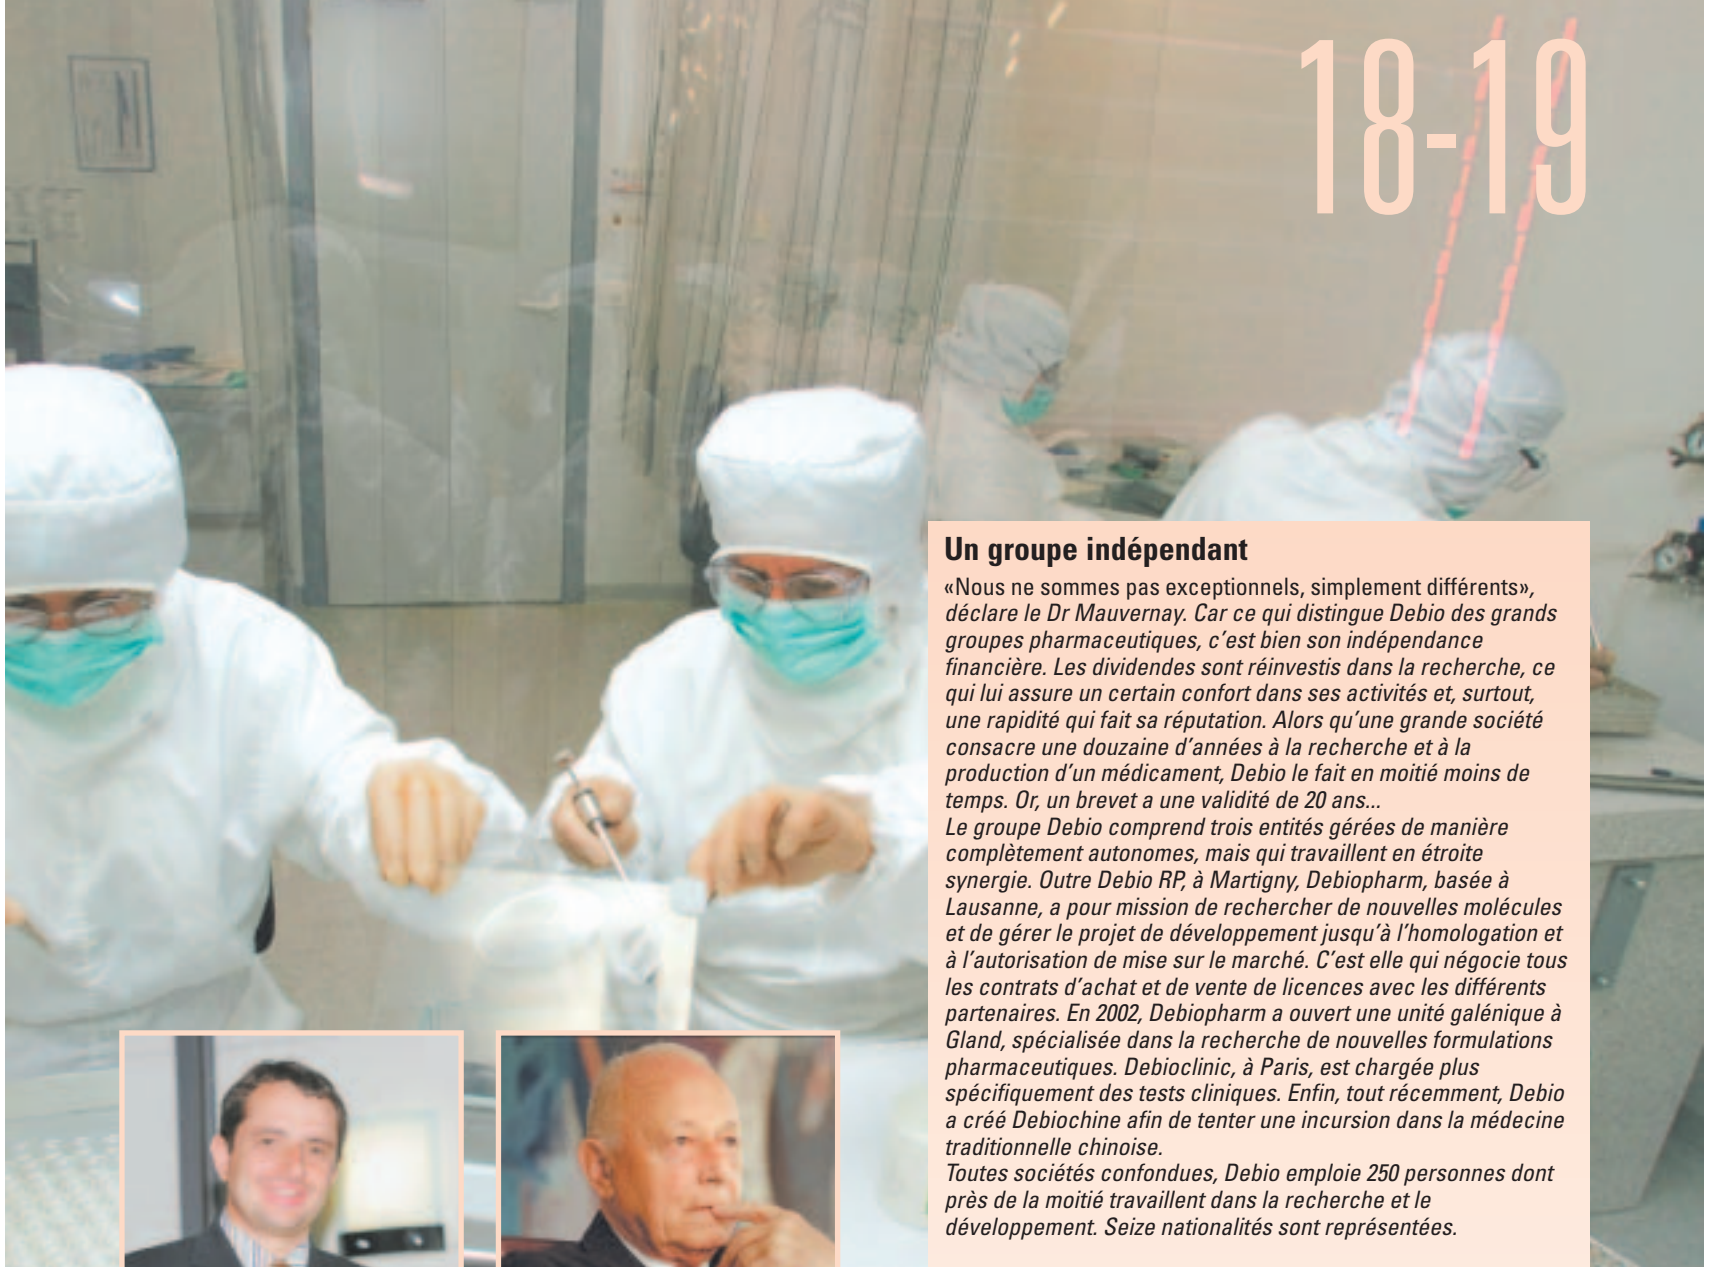 18-19
Un groupe indépendant
«Nous ne sommes pas exceptionnels, simplement différents»,
déclare le Dr Mauvernay. Car ce qui distingue Debio des grands
groupes pharmaceutiques, c’est bien son indépendance
financière. Les dividendes sont réinvestis dans la recherche, ce
qui lui assure un certain confort dans ses activités et, surtout,
une rapidité qui fait sa réputation. Alors qu’une grande société
consacre une douzaine d’années à la recherche et à la
production d’un médicament, Debio le fait en moitié moins de
temps. Or, un brevet a une validité de 20 ans...
Le groupe Debio comprend trois entités gérées de manière
complètement autonomes, mais qui travaillent en étroite
synergie. Outre Debio RP, à Martigny, Debiopharm, basée à
Lausanne, a pour mission de rechercher de nouvelles molécules
et de gérer le projet de développement jusqu’à l’homologation et
à l’autorisation de mise sur le marché. C’est elle qui négocie tous
les contrats d’achat et de vente de licences avec les différents
partenaires. En 2002, Debiopharm a ouvert une unité galénique à
Gland, spécialisée dans la recherche de nouvelles formulations
pharmaceutiques. Debioclinic, à Paris, est chargée plus
spécifiquement des tests cliniques. Enfin, tout récemment, Debio
a créé Debiochine afin de tenter une incursion dans la médecine
traditionnelle chinoise.
Toutes sociétés confondues, Debio emploie 250 personnes dont
près de la moitié travaillent dans la recherche et le
développement. Seize nationalités sont représentées.